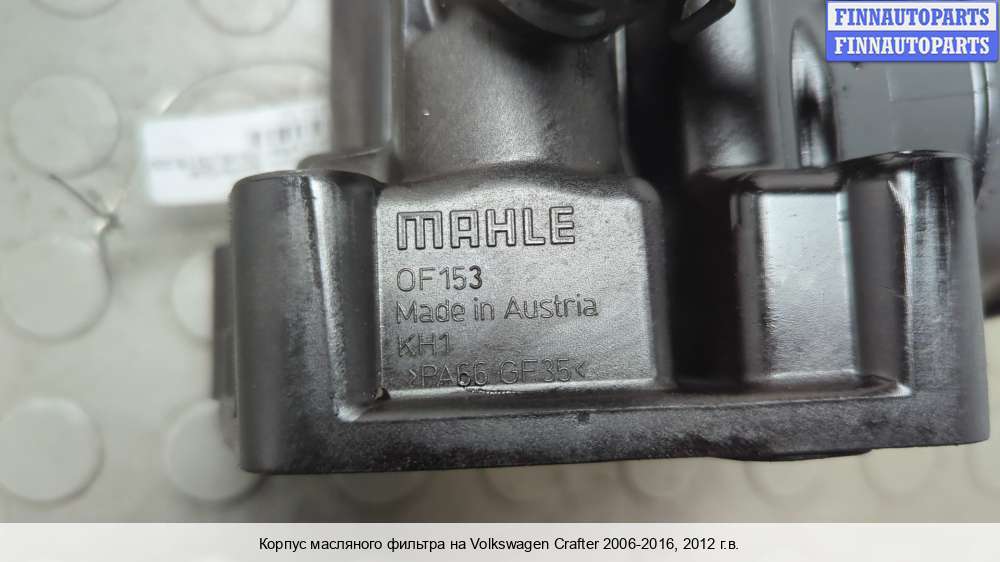 FINNAUTOPARTS
FINNAUTOPARTS
MAHLE
OF153
Made in Austria
KH1
>PA66 GF35<
Корпус масляного фильтра на Volkswagen Crafter 2006-2016, 2012 г.в.